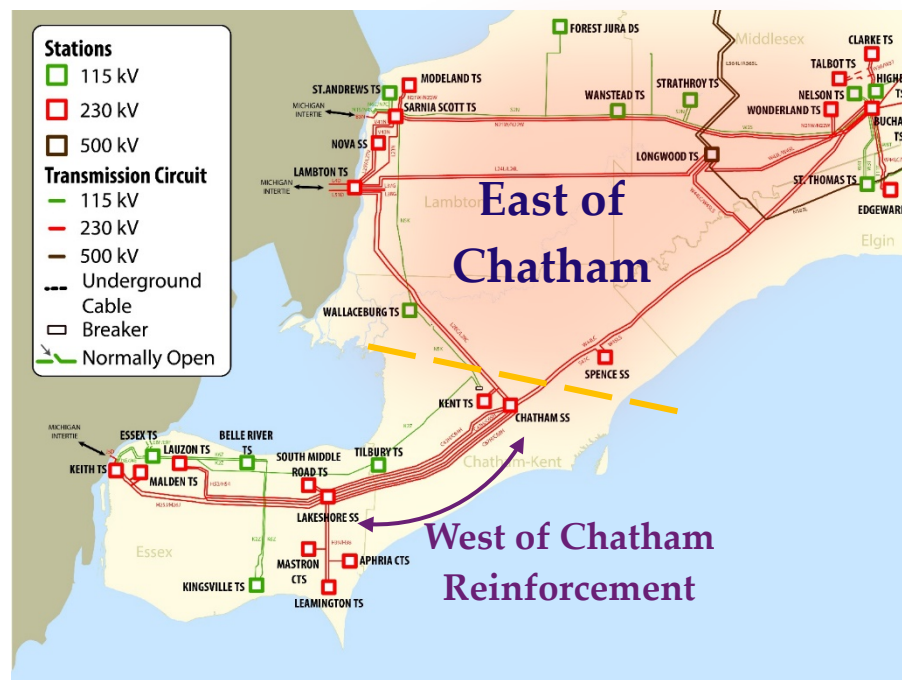 Stations
115 kV
230 kV
500 kV
Transmission Circuit
115 kV
230 kV
500 kV
Underground
Cable
Breaker
Normally Open
FOREST JURA DS
Middlesex
CLARKE TS
TALBOT TS
MODELAND TS
ST.ANDREWS TS
STRATHROY TS
NELSON TS
HIGHB
TS
WANSTEAD TS
WONDERLAND TS
MICHIGAN
INTERTIE
SARNIA SCOTT TS
BUCHA
TS
NOVA SS
LONGWOOD TS
LAMBTON TS
MICHIGAN
INTERTIE
ST. THOMAS TS
EDGEWARE
Lambton
East of
Chatham
Elgin
WALLACEBURG TS
SPENCE SS
KENT TS
CHATHAM SS
MICHIGAN
INTERTIE
ESSEX TS
BELLE RIVER
TS
LAUZON TS
SOUTH MIDDLE
ROAD TS
TILBURY TS
Chatham-Kent
KEITH TS
MALDEN TS
LAKESHORE SS
West of Chatham
Reinforcement
Essex
MASTRON
CTS
APHRIA CTS
KINGSVILLE TS
LEAMINGTON TS